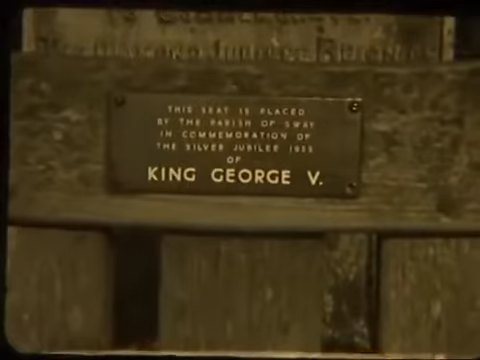 THIS SEAT IS PLACED
BY THE PARISH OF SWAY
IN COMMEMORATION OF
THE SILVER JUBILEE 1935
OF
KING GEORGE V.